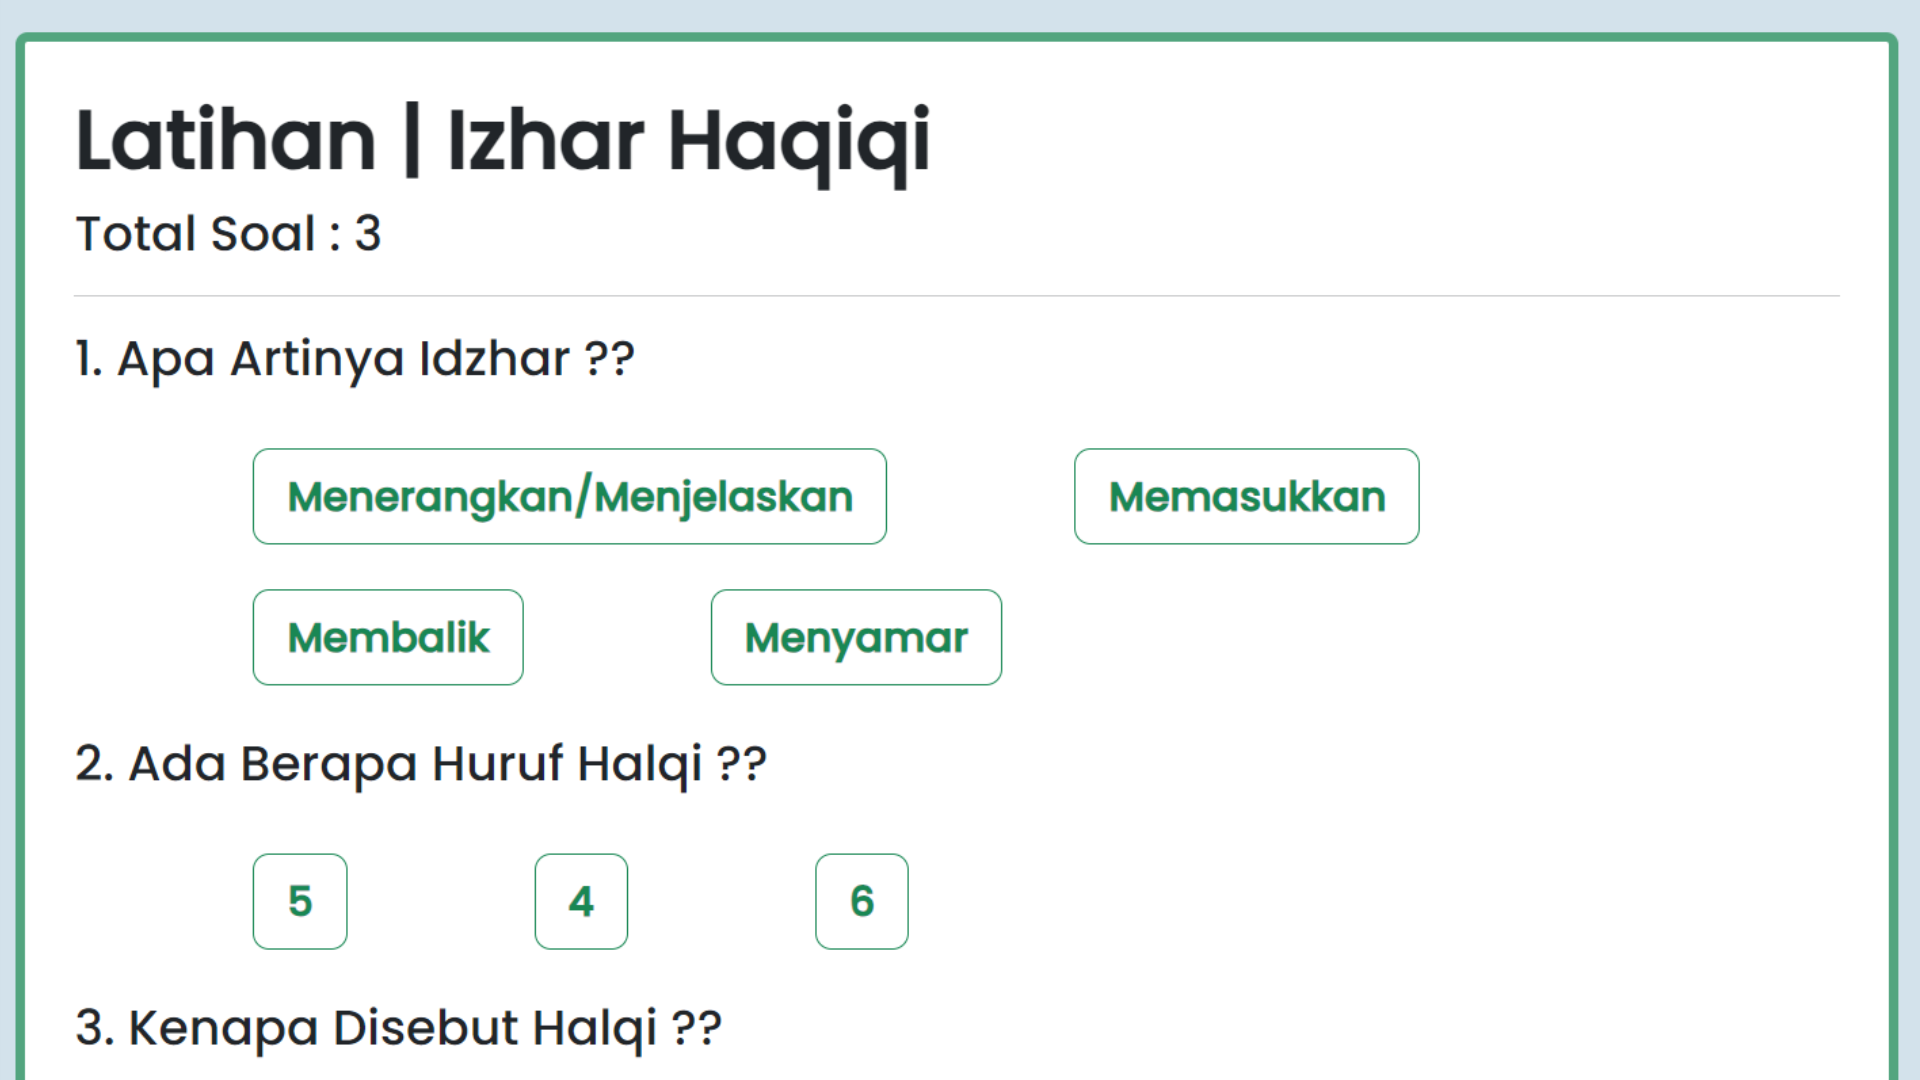 Latihan | Izhar Haqiqi
Total Soal : 3
1. Apa Artinya Idzhar ??
Menerangkan/Menjelaskan Memasukkan
Membalik Menyamar
2. Ada Berapa Huruf Halqi ??
5 4 6
3. Kenapa Disebut Halqi ??